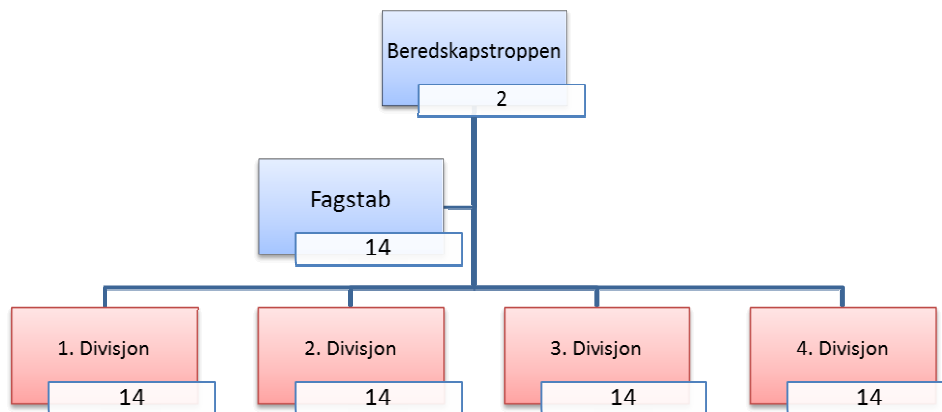 Beredskapstroppen
2
Fagstab
14
1. Divisjon
2. Divisjon
3. Divisjon
4. Divisjon
14
14
14
14